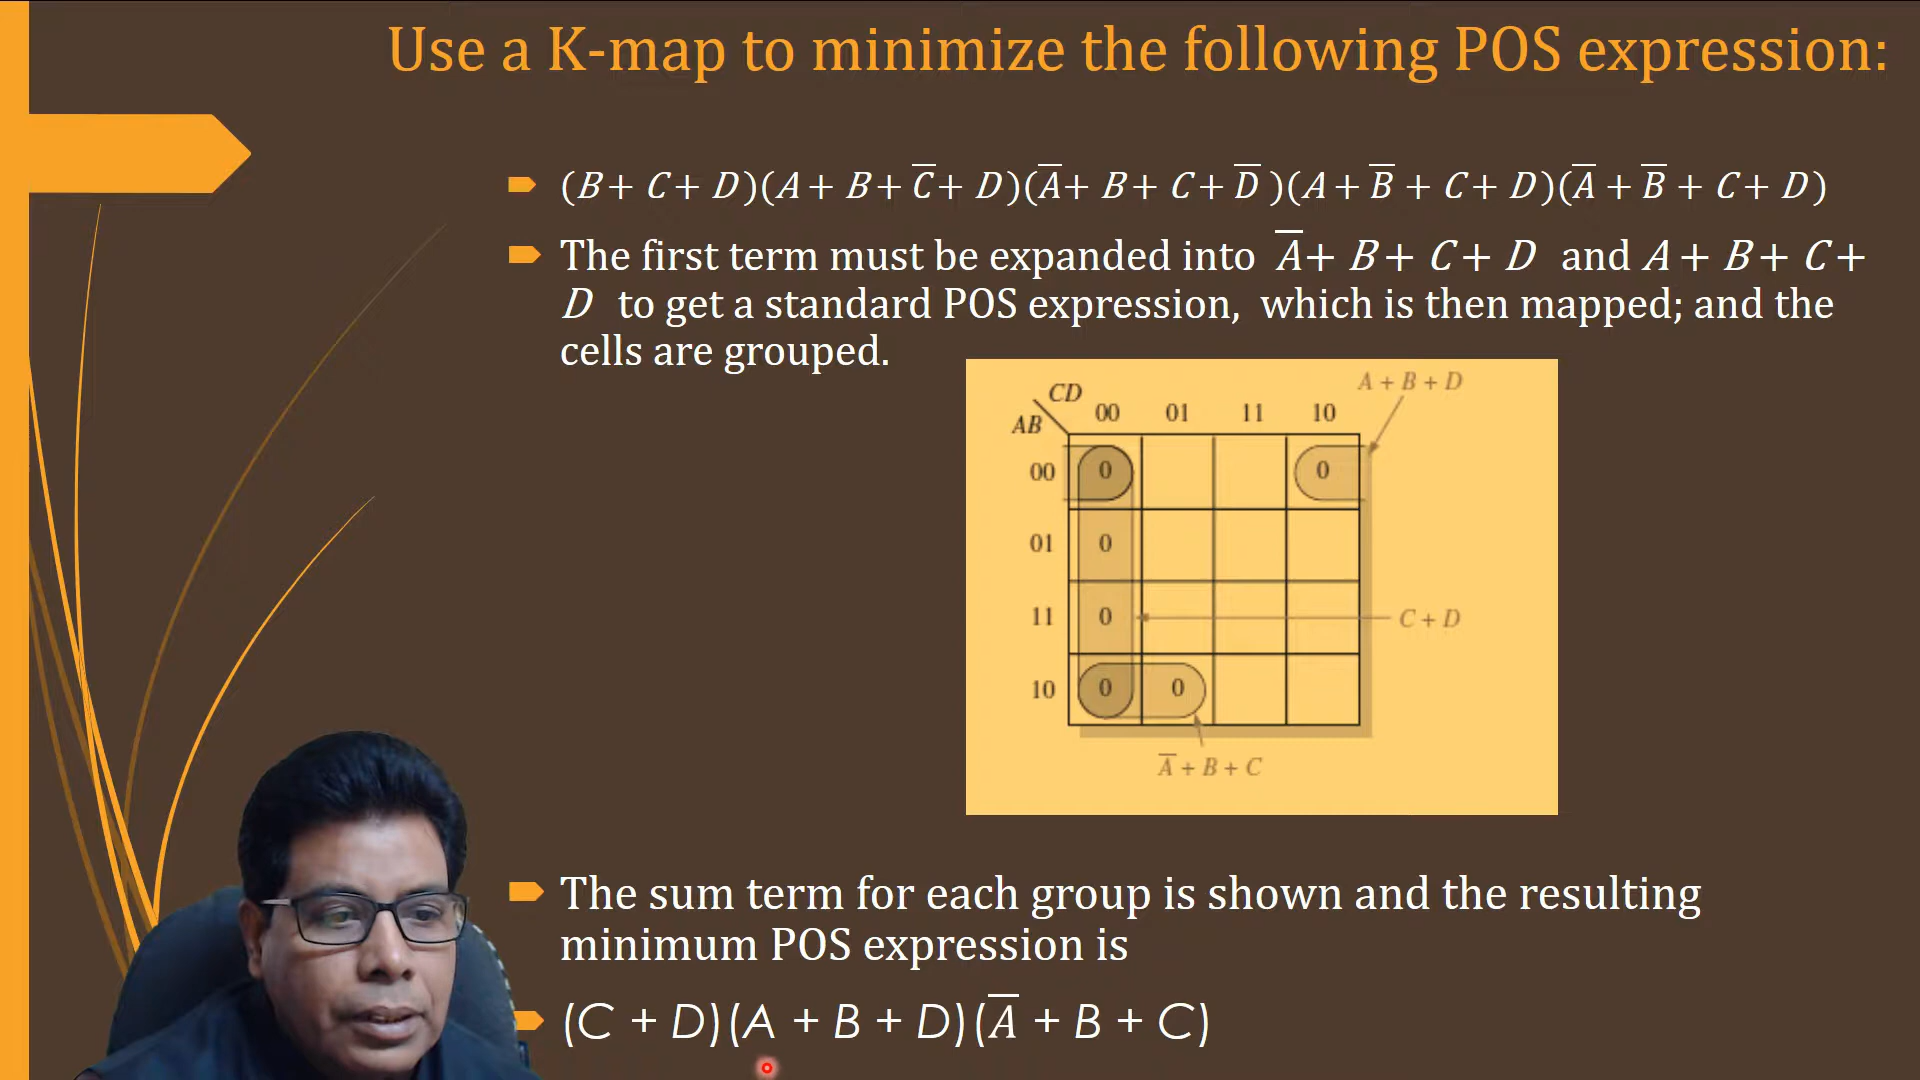 Use a K-map to minimize the following POS expression:
(B + C + D)(A + B + C̅ + D)(A̅ + B + C + D̅ )(A + B̅ + C + D)(A̅ + B̅ + C + D)
The first term must be expanded into A̅ + B + C + D and A + B + C +
D to get a standard POS expression, which is then mapped; and the
cells are grouped.
A + B + D
CD
AB
00 01 11 10
00 0 0
01 0
11 0
C + D
10 0 0
A̅ + B + C
The sum term for each group is shown and the resulting
minimum POS expression is
(C + D)(A + B + D)(A̅ + B + C)